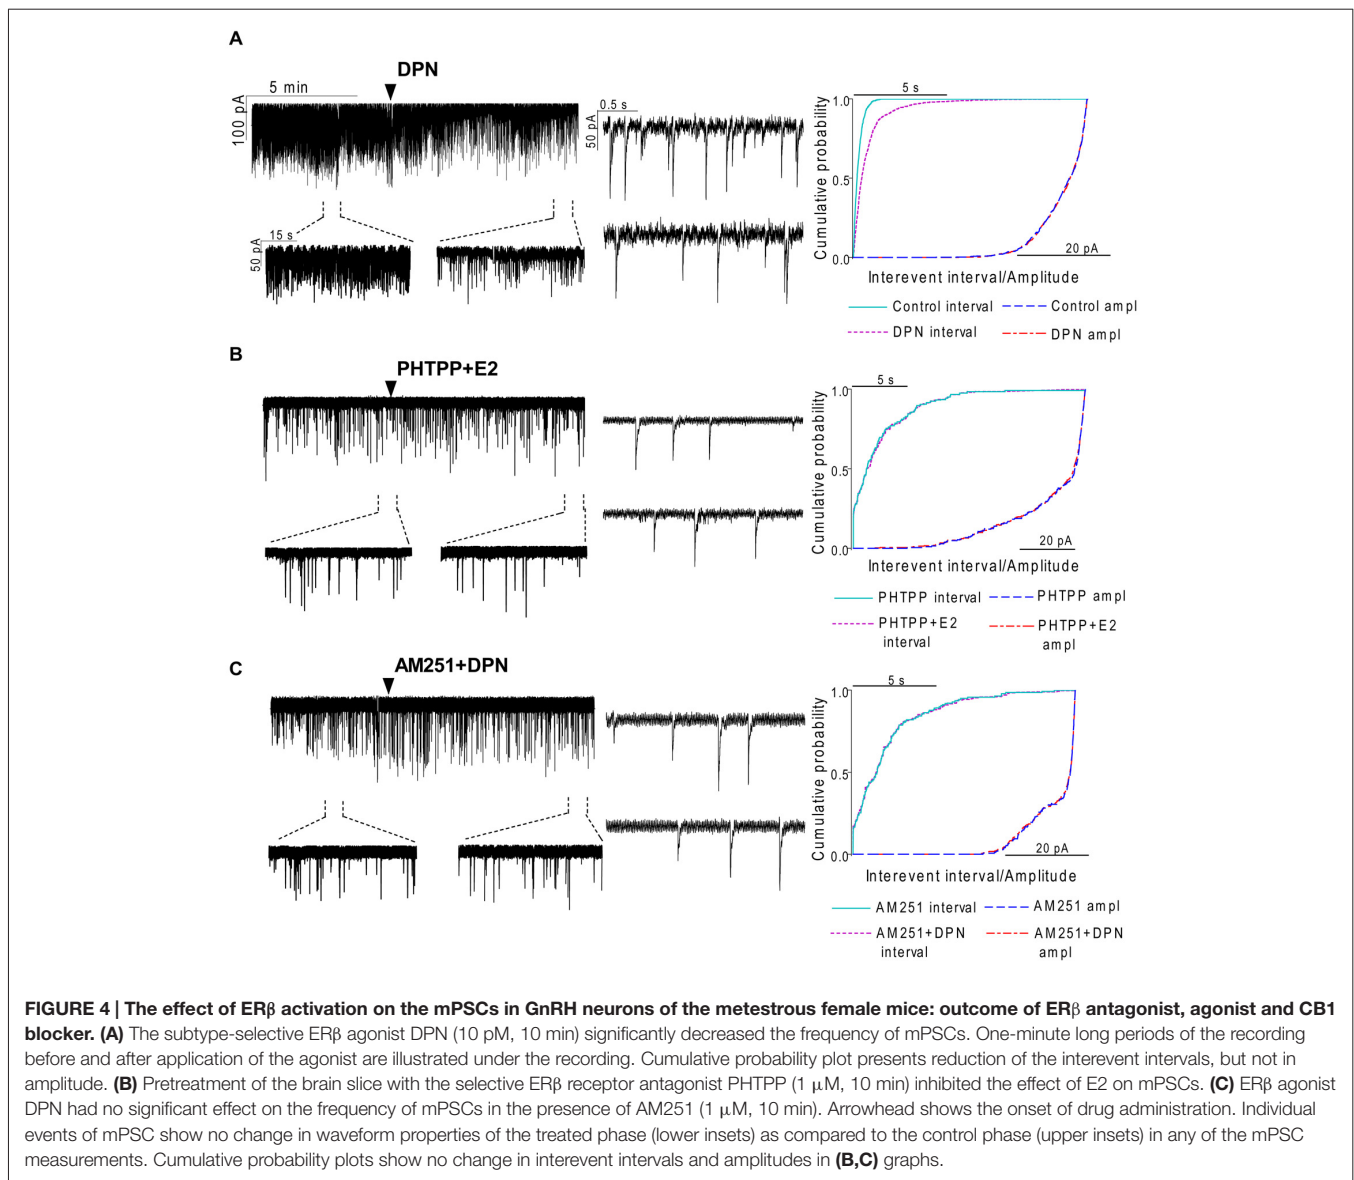 A
DPN
5 min
100 pA
0.5 s
50 pA
15 s
50 pA
5 s
1.0
0.5
0.0
Cumulative probability
20 pA
Interevent interval/Amplitude
Control interval
Control ampl
DPN interval
DPN ampl
B
PHTPP+E2
5 s
1.0
0.5
0.0
Cumulative probability
20 pA
Interevent interval/Amplitude
PHTPP interval
PHTPP ampl
PHTPP+E2
interval
PHTPP+E2
ampl
C
AM251+DPN
5 s
1.0
0.5
0.0
Cumulative probability
20 pA
Interevent interval/Amplitude
AM251 interval
AM251 ampl
AM251+DPN
interval
AM251+DPN
ampl
FIGURE 4 | The effect of ERβ activation on the mPSCs in GnRH neurons of the metestrous female mice: outcome of ERβ antagonist, agonist and CB1
blocker. (A) The subtype-selective ERβ agonist DPN (10 pM, 10 min) significantly decreased the frequency of mPSCs. One-minute long periods of the recording
before and after application of the agonist are illustrated under the recording. Cumulative probability plot presents reduction of the interevent intervals, but not in
amplitude. (B) Pretreatment of the brain slice with the selective ERβ receptor antagonist PHTPP (1 μM, 10 min) inhibited the effect of E2 on mPSCs. (C) ERβ agonist
DPN had no significant effect on the frequency of mPSCs in the presence of AM251 (1 μM, 10 min). Arrowhead shows the onset of drug administration. Individual
events of mPSC show no change in waveform properties of the treated phase (lower insets) as compared to the control phase (upper insets) in any of the mPSC
measurements. Cumulative probability plots show no change in interevent intervals and amplitudes in (B,C) graphs.